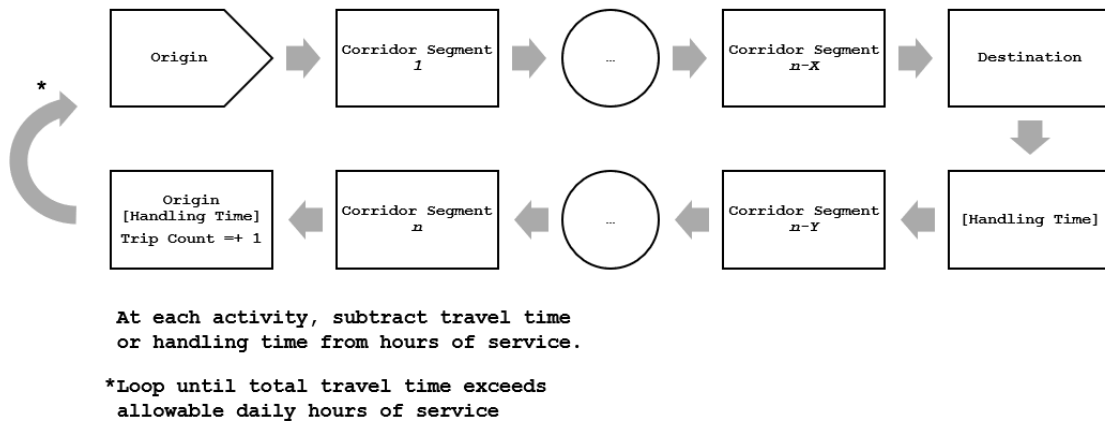 Origin
Corridor Segment
1
...
Corridor Segment
n-X
Destination
*
Origin
[Handling Time]
Trip Count =+ 1
Corridor Segment
n
...
Corridor Segment
n-Y
[Handling Time]
At each activity, subtract travel time
or handling time from hours of service.
*Loop until total travel time exceeds
allowable daily hours of service